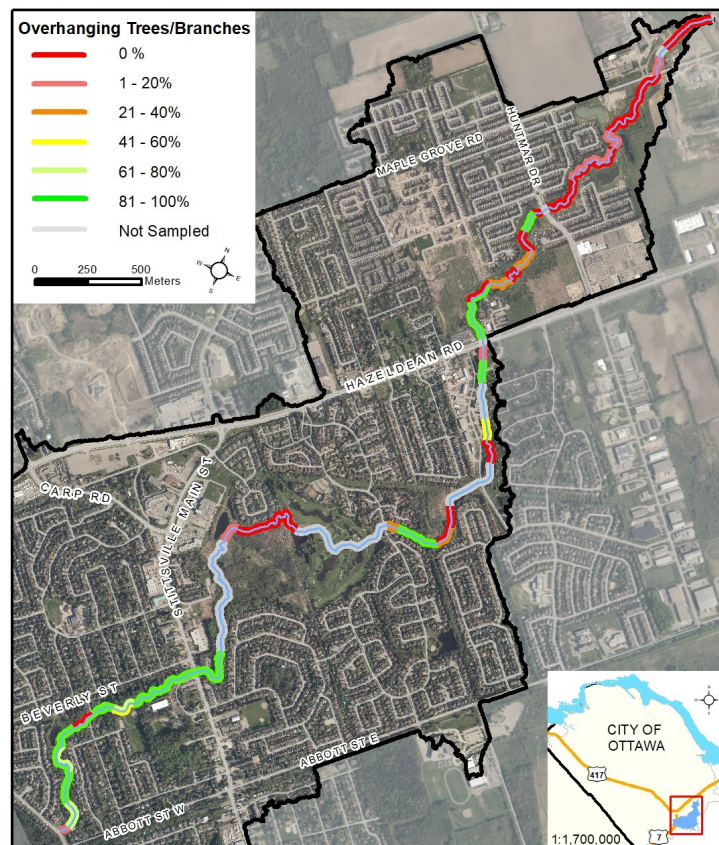 Overhanging Trees/Branches
0 %
1 - 20%
21 - 40%
41 - 60%
61 - 80%
81 - 100%
Not Sampled
0 250 500
Meters
N
W
E
S
MAPLE GROVE RD
HUNTMAR DR
HAZELDEAN RD
CARP RD
STITTSVILLE MAIN ST
BEVERLY ST
ABBOTT ST E
ABBOTT ST W
CITY OF
OTTAWA
417
7
1:1,700,000